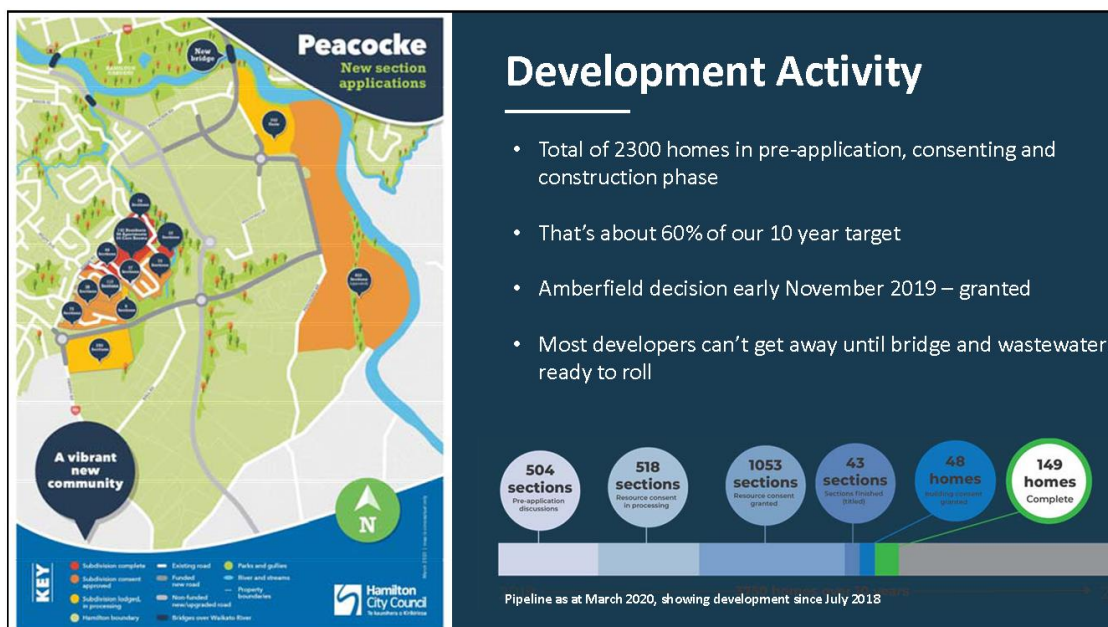 Peacocke
New section
applications
New
bridge
A vibrant
new
community
N
KEY
Subdivision complete
Subdivision consent
approved
Subdivision lodged,
in processing
Hamilton boundary
Existing road
Funded
new road
Non-funded
new/upgraded road
Bridges over Waikato River
Parks and gullies
River and streams
Property
boundaries
Hamilton
City Council
Te kaunihera o Kirikiriroa
Development Activity
• Total of 2300 homes in pre-application, consenting and
construction phase
• That's about 60% of our 10 year target
• Amberfield decision early November 2019 – granted
• Most developers can't get away until bridge and wastewater
ready to roll
504
sections
Pre-application
discussions
518
sections
Resource consent
in processing
1053
sections
Resource consent
granted
43
sections
Sections finished
(titled)
48
homes
Building consent
granted
149
homes
Complete
Pipeline as at March 2020, showing development since July 2018